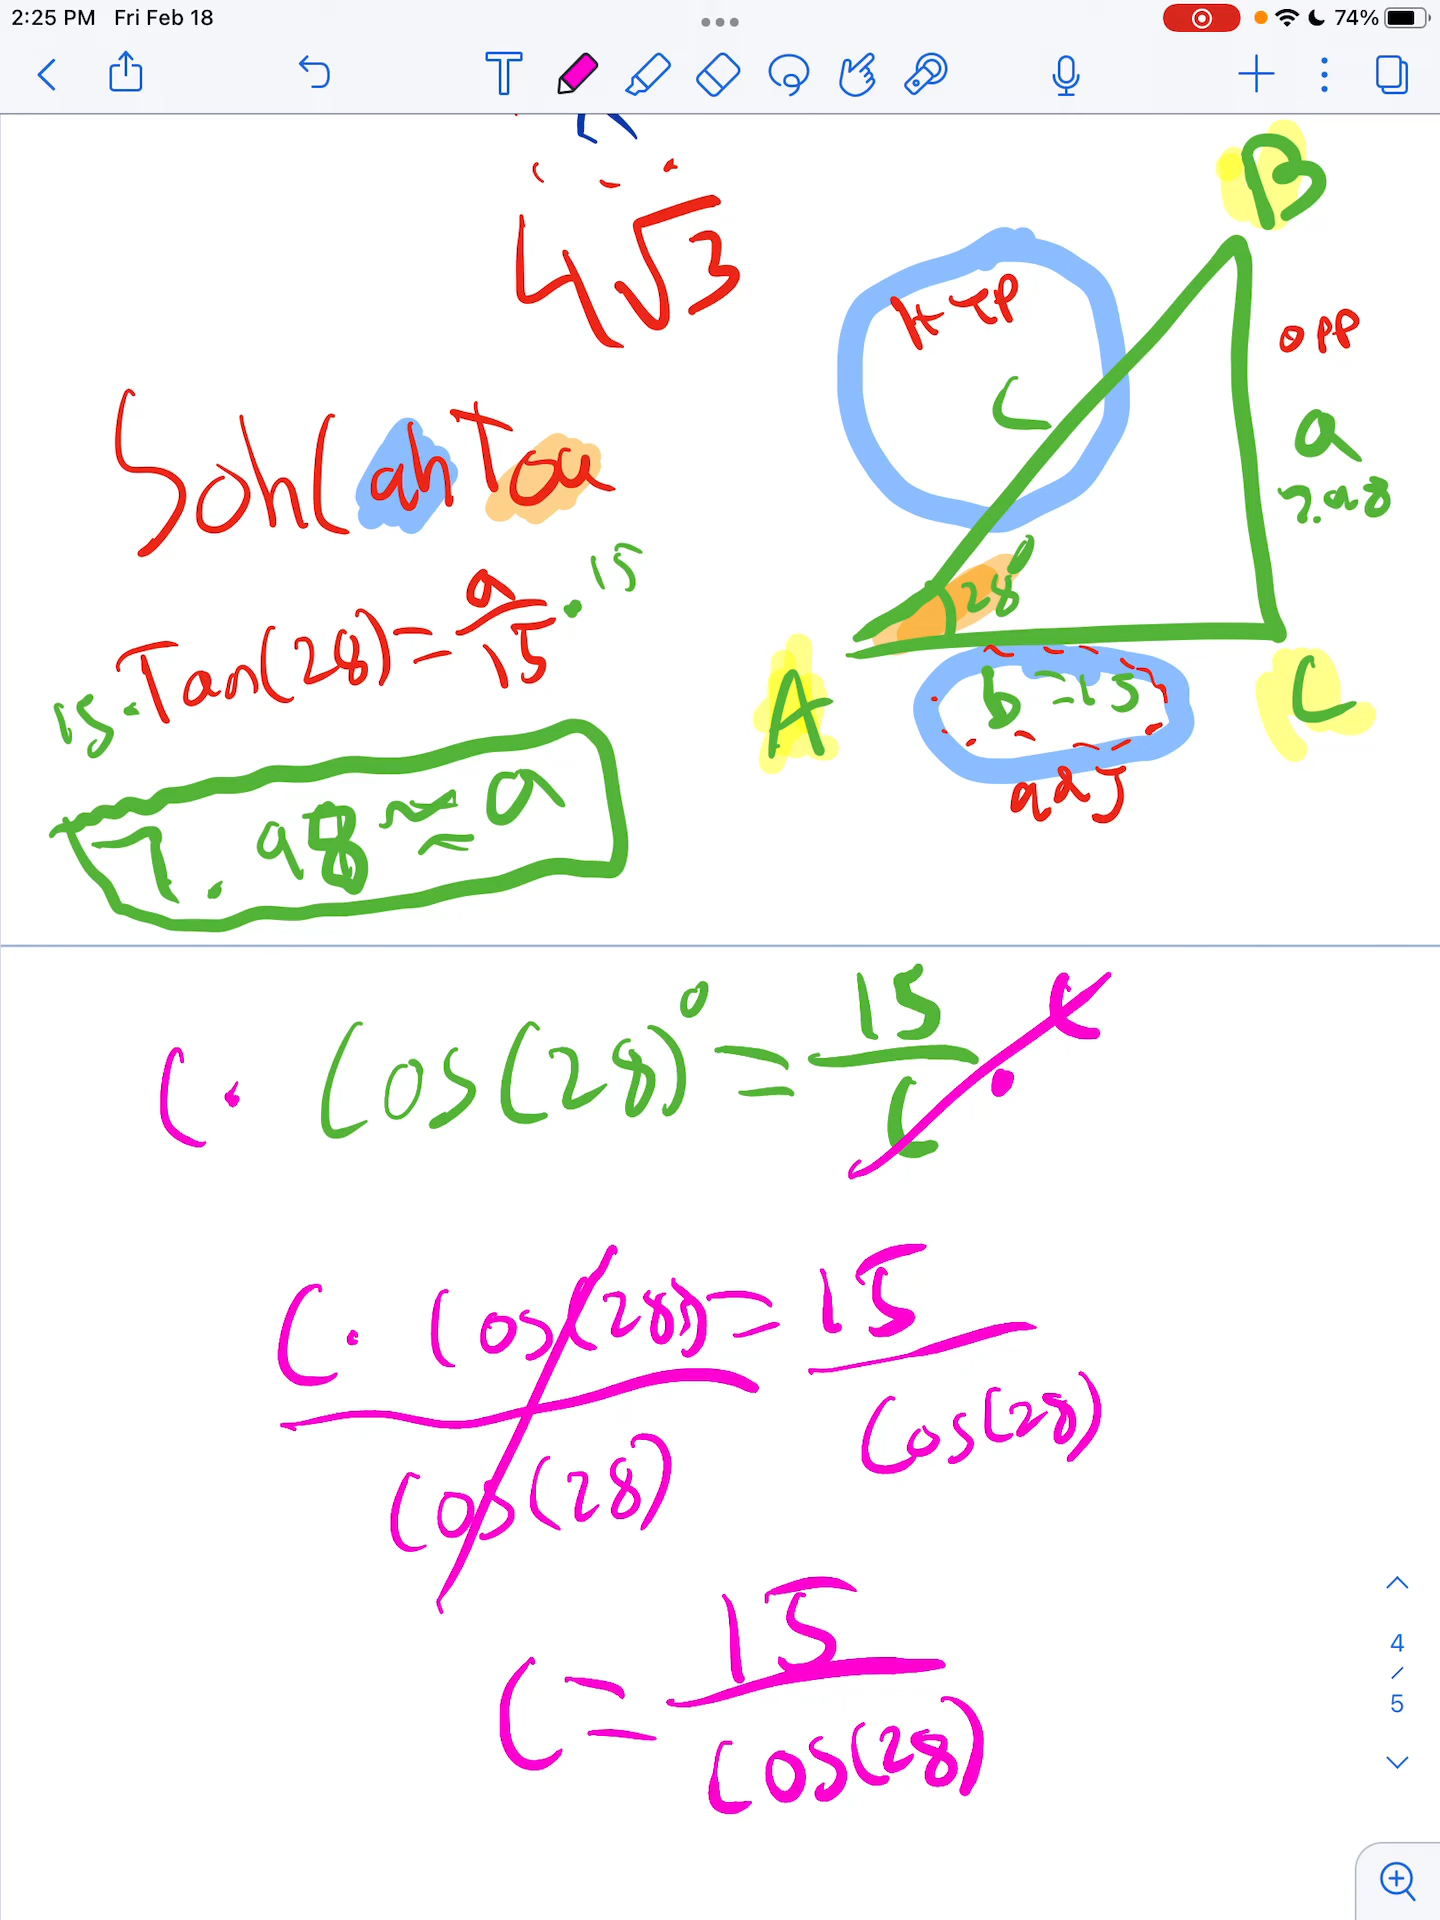 2:25 PM Fri Feb 18
74%
4√3
B
HYP
opp
c
a
7.98
SohCahToa
28°
Tan(28) = a/15 · 15
15 ·
A
b = 15
C
adj
7.98 ≈ a
C · Cos(28)° = 15/C · C
C · Cos(28) = 15
Cos(28) Cos(28)
C = 15/Cos(28)
4
/
5